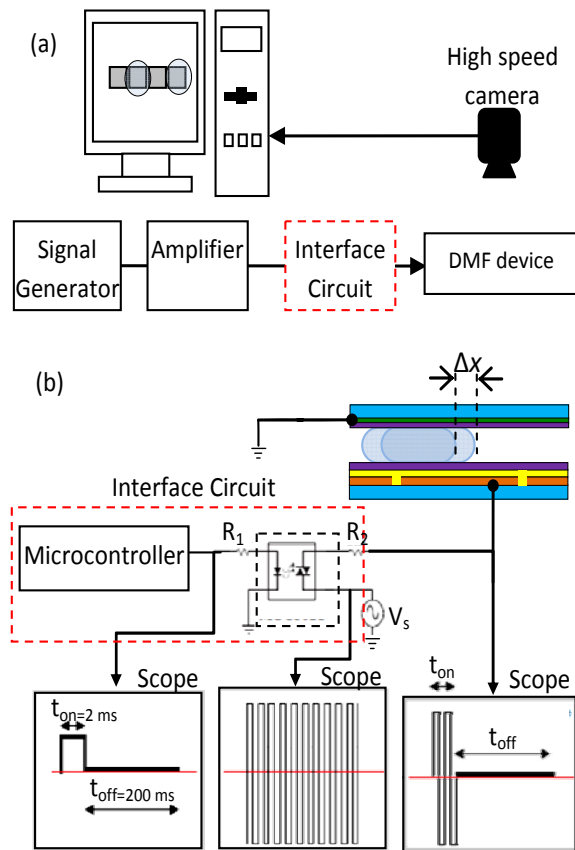 (a)
High speed
camera
Signal
Generator
Amplifier
Interface
Circuit
DMF device
(b)
Δx
Interface Circuit
Microcontroller
R1
R2
Vs
Scope
Scope
Scope
ton=2 ms
toff=200 ms
ton
toff